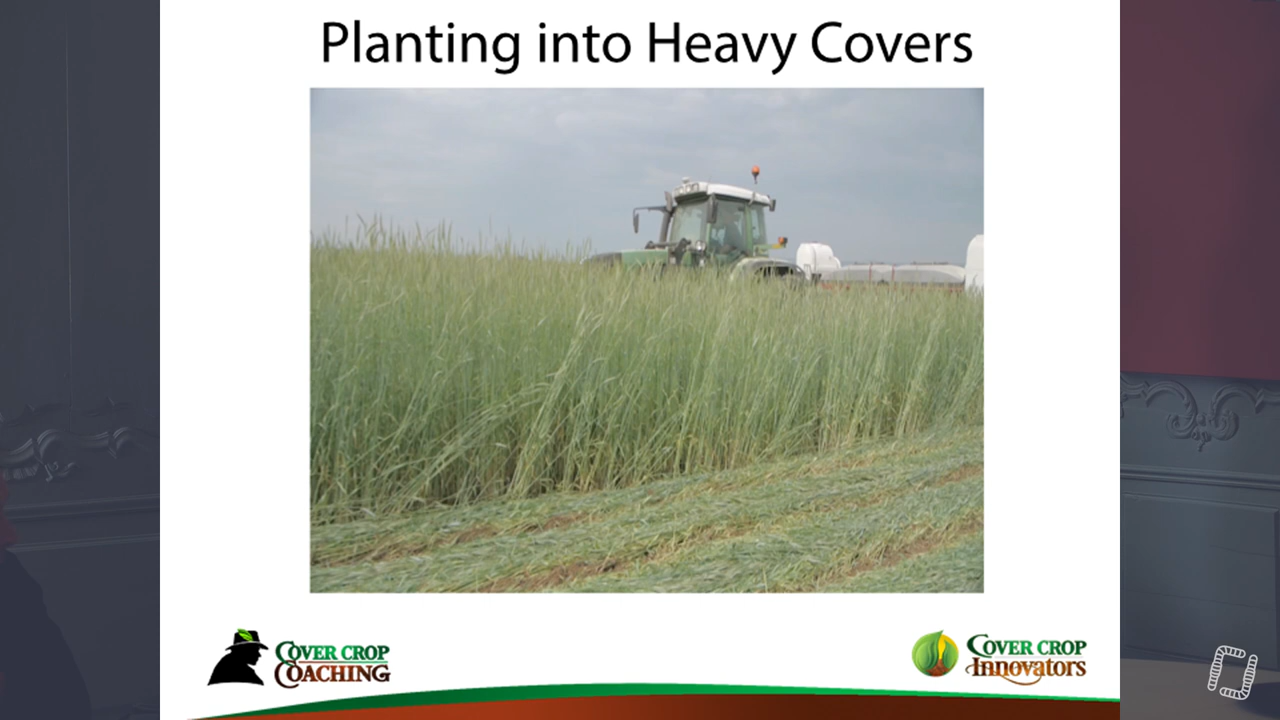 Planting into Heavy Covers
COVER CROP
COACHING
COVER CROP
Innovators